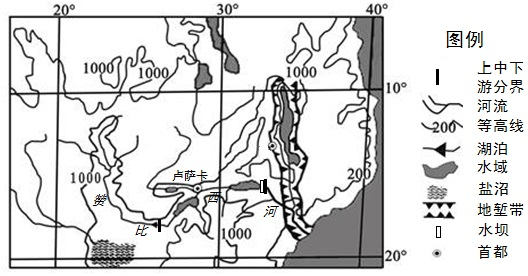 20°
30°
40°
1000
1000
1000
10°
卢萨卡
1000
200
赞
西
比
河
1000
20°
图例
上中下
游分界
河流
200
等高线
湖泊
水域
盐沼
地堑带
水坝
首都